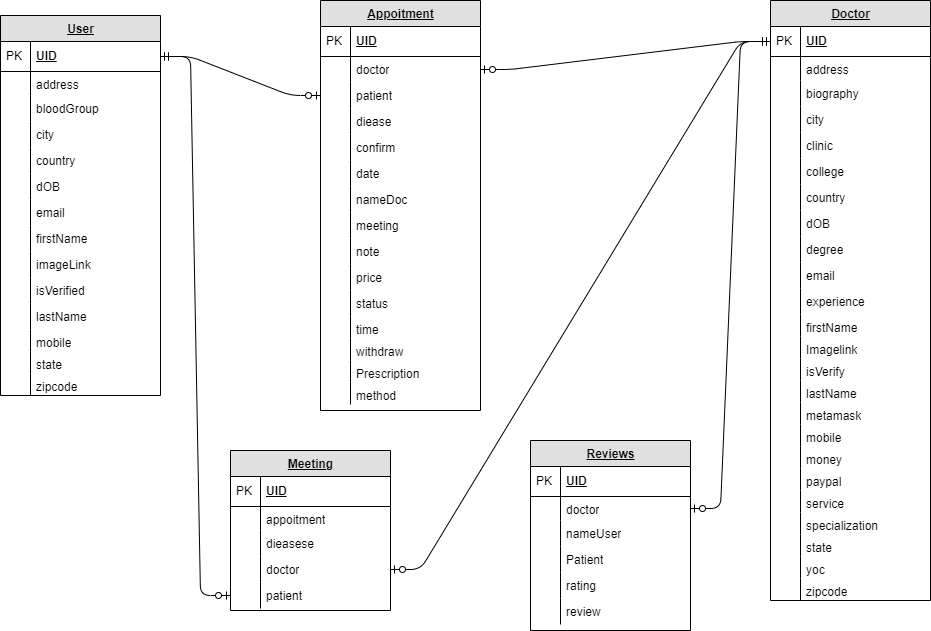 User
PK UID
address
bloodGroup
city
country
dOB
email
firstName
imageLink
isVerified
lastName
mobile
state
zipcode
Appoitment
PK UID
doctor
patient
diease
confirm
date
nameDoc
meeting
note
price
status
time
withdraw
Prescription
method
Doctor
PK UID
address
biography
city
clinic
college
country
dOB
degree
email
experience
firstName
Imagelink
isVerify
lastName
metamask
mobile
money
paypal
service
specialization
state
yoc
zipcode
Meeting
PK UID
appoitment
dieasese
doctor
patient
Reviews
PK UID
doctor
nameUser
Patient
rating
review